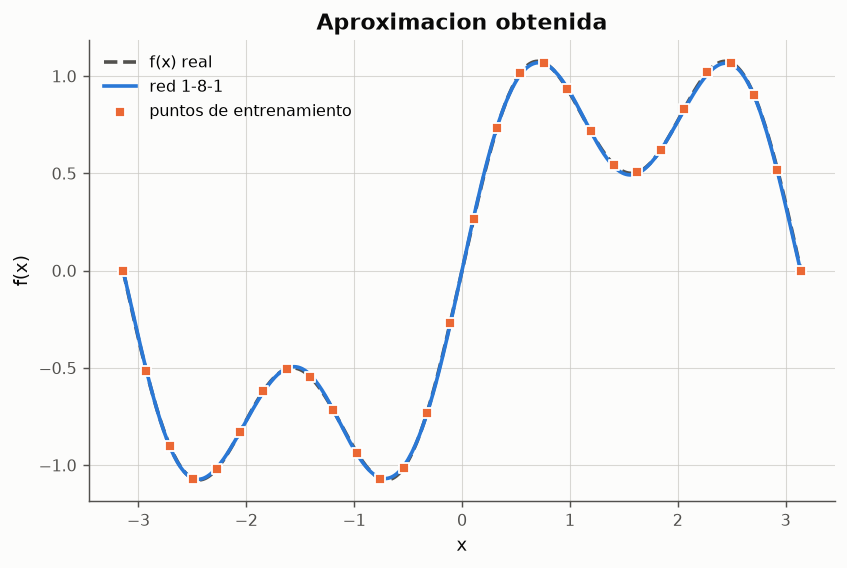 Aproximacion obtenida
f(x) real
red 1-8-1
puntos de entrenamiento
1.0
0.5
0.0
−0.5
−1.0
f(x)
−3
−2
−1
0
1
2
3
x